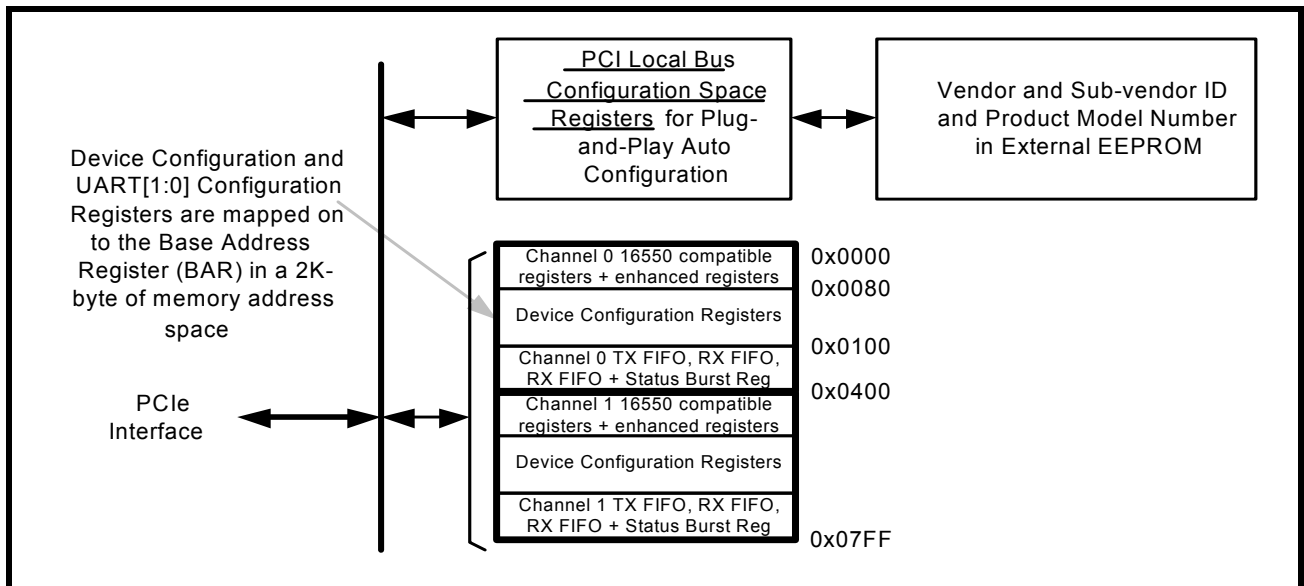 PCI Local Bus
Configuration Space
Registers for Plug-
and-Play Auto
Configuration
Vendor and Sub-vendor ID
and Product Model Number
in External EEPROM
Device Configuration and
UART[1:0] Configuration
Registers are mapped on
to the Base Address
Register (BAR) in a 2K-
byte of memory address
space
PCIe
Interface
Channel 0 16550 compatible
registers + enhanced registers
Device Configuration Registers
Channel 0 TX FIFO, RX FIFO,
RX FIFO + Status Burst Reg
Channel 1 16550 compatible
registers + enhanced registers
Device Configuration Registers
Channel 1 TX FIFO, RX FIFO,
RX FIFO + Status Burst Reg
0x0000
0x0080
0x0100
0x0400
0x07FF